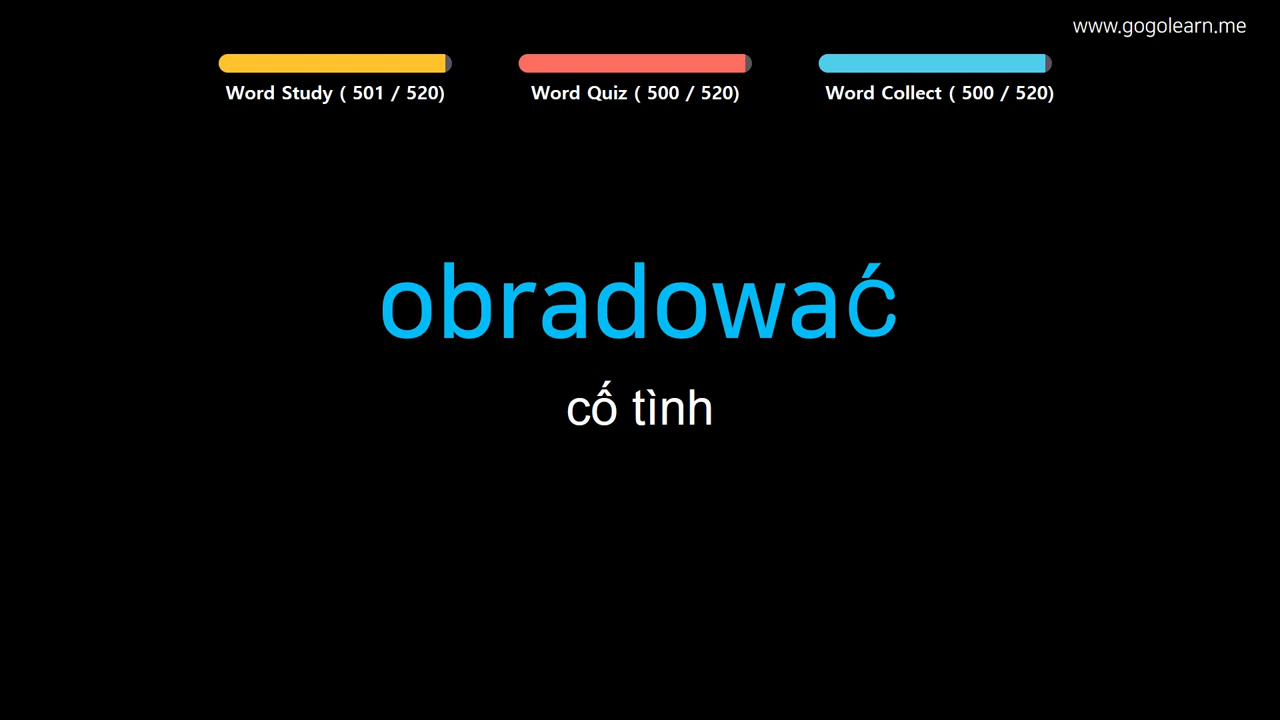 www.gogolearn.me
Word Study ( 501 / 520)
Word Quiz ( 500 / 520)
Word Collect ( 500 / 520)
obradować
cố tình